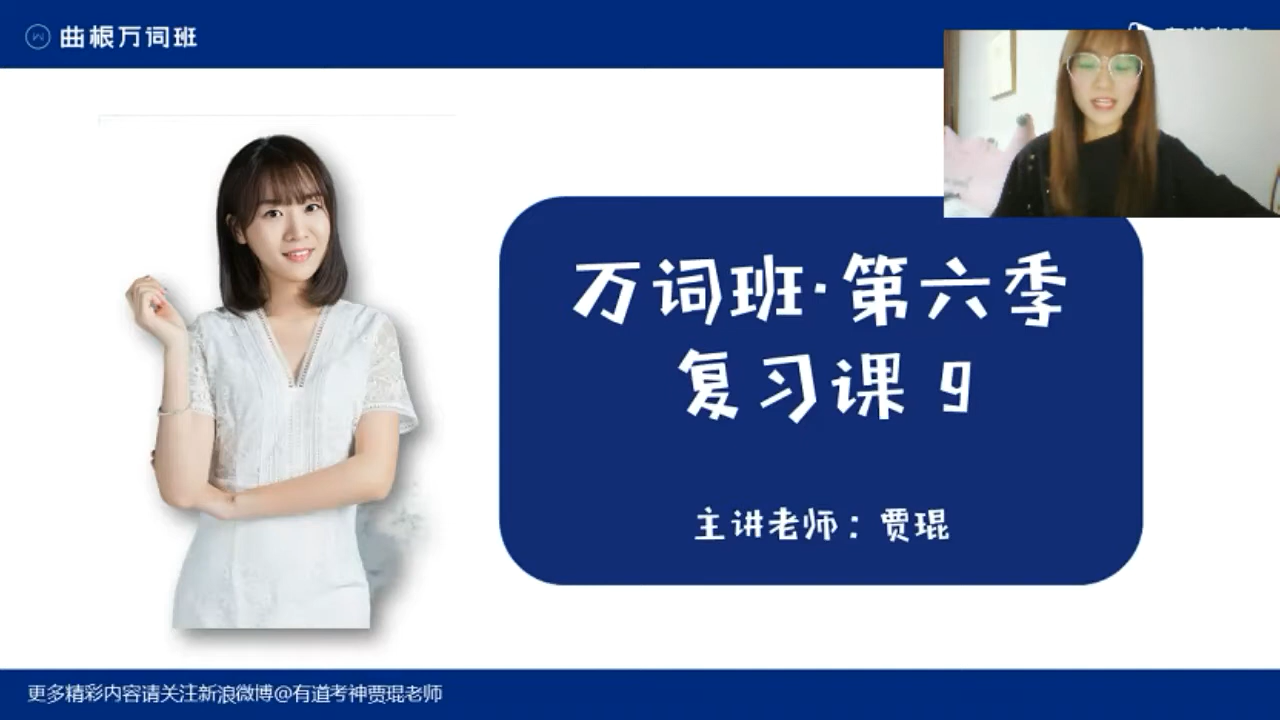 曲根万词班
万词班·第六季
复习课 9
主讲老师：贾琨
更多精彩内容请关注新浪微博@有道考神贾琨老师